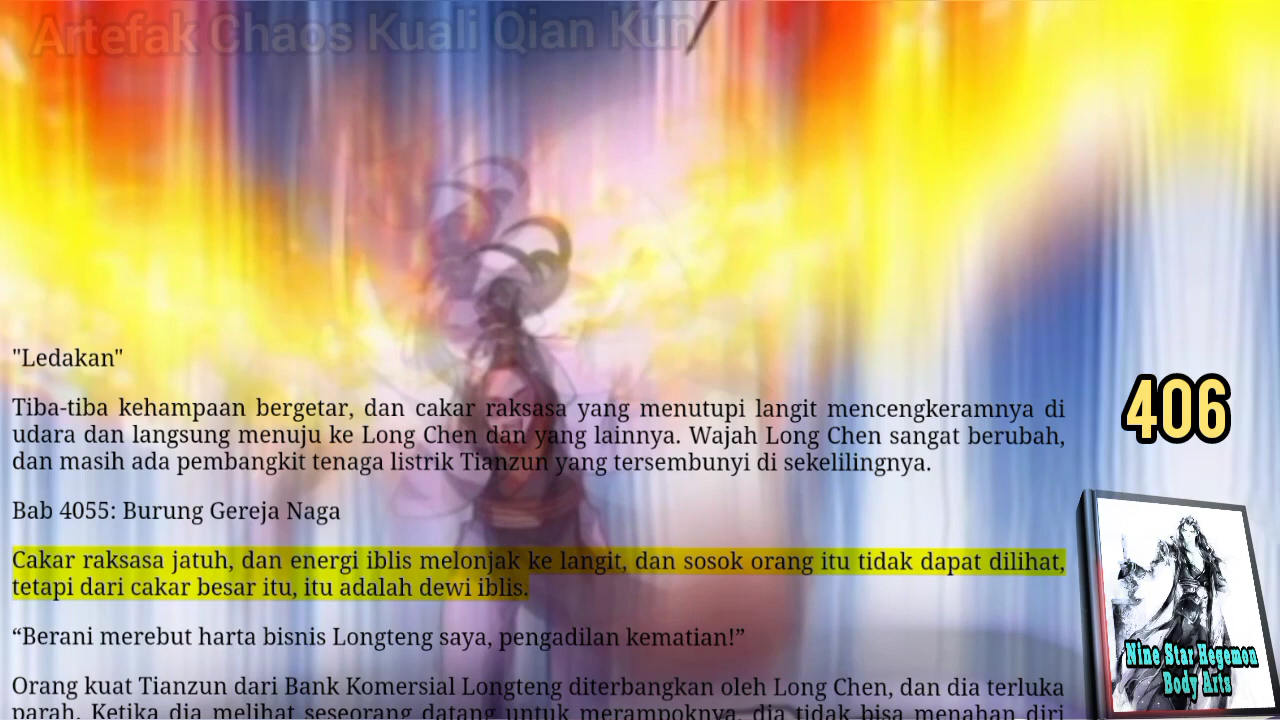 Artefak Chaos Kuali Qian Kun
"Ledakan"
Tiba-tiba kehampaan bergetar, dan cakar raksasa yang menutupi langit mencengkeramnya di
udara dan langsung menuju ke Long Chen dan yang lainnya. Wajah Long Chen sangat berubah,
dan masih ada pembangkit tenaga listrik Tianzun yang tersembunyi di sekelilingnya.
Bab 4055: Burung Gereja Naga
Cakar raksasa jatuh, dan energi iblis melonjak ke langit, dan sosok orang itu tidak dapat dilihat,
tetapi dari cakar besar itu, itu adalah dewi iblis.
“Berani merebut harta bisnis Longteng saya, pengadilan kematian!”
Orang kuat Tianzun dari Bank Komersial Longteng diterbangkan oleh Long Chen, dan dia terluka
parah. Ketika dia melihat seseorang datang untuk merampoknya, dia tidak bisa menahan diri
406
Nine Star Hegemon
Body Arts